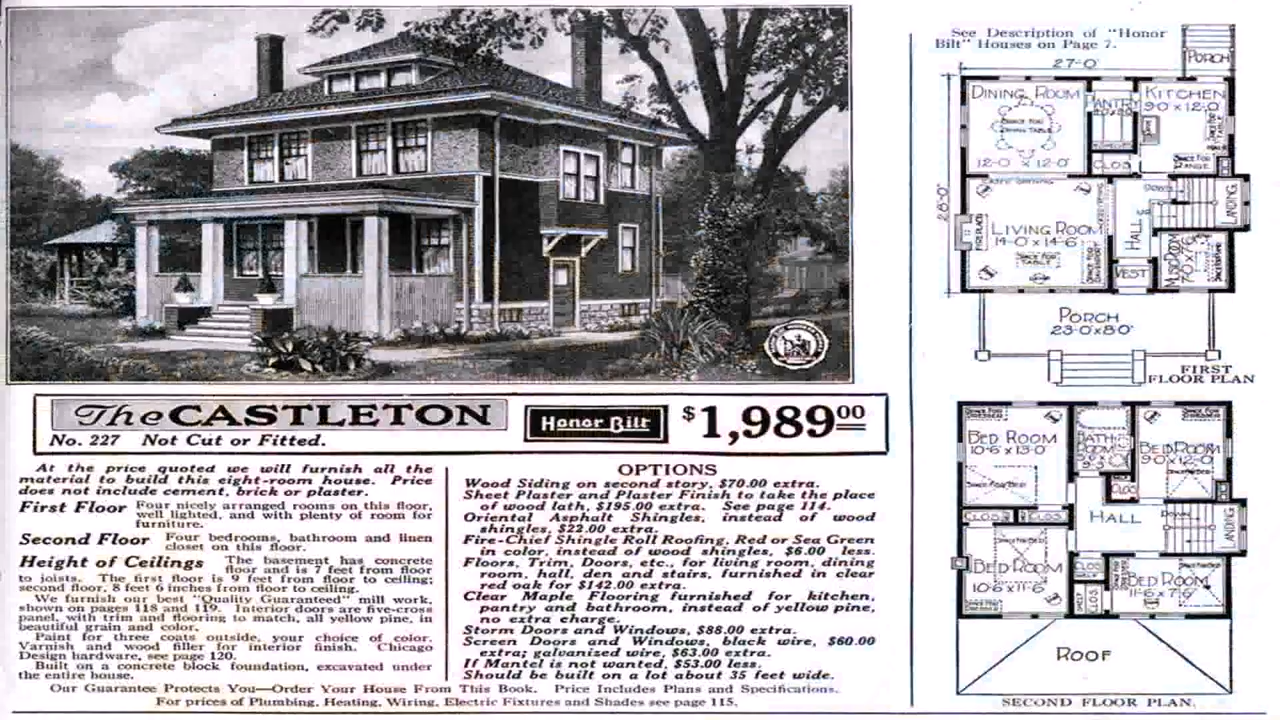 The CASTLETON
No. 227 Not Cut or Fitted.
Honor Bilt
$1,989.00
At the price quoted we will furnish all the
material to build this eight-room house. Price
does not include cement, brick or plaster.
First Floor Four nicely arranged rooms on this floor,
well lighted, and with plenty of room for
furniture.
Second Floor Four bedrooms, bathroom and linen
closet on this floor.
Height of Ceilings The basement has concrete
floor and is 7 feet from floor
to joists. The first floor is 9 feet from floor to ceiling;
second floor, 8 feet 6 inches from floor to ceiling.
We furnish our best "Quality Guaranteed" mill work,
shown on pages 118 and 119. Interior doors are five-cross
panel, with trim and flooring to match, all yellow pine, in
beautiful grain and color.
Paint for three coats outside, your choice of color.
Varnish and wood filler for interior finish. Chicago
Design hardware, see page 120.
Built on a concrete block foundation, excavated under
the entire house.
OPTIONS
Wood Siding on second story, $70.00 extra.
Sheet Plaster and Plaster Finish to take the place
of wood lath, $195.00 extra. See page 114.
Oriental Asphalt Shingles, instead of wood
shingles, $22.00 extra.
Fire-Chief Shingle Roll Roofing, Red or Sea Green
in color, instead of wood shingles, $6.00 less.
Floors, Trim, Doors, etc., for living room, dining
room, hall, den and stairs, furnished in clear
red oak for $142.00 extra.
Clear Maple Flooring furnished for kitchen,
pantry and bathroom, instead of yellow pine,
no extra charge.
Storm Doors and Windows, $88.00 extra.
Screen Doors and Windows, black wire, $60.00
extra; galvanized wire, $63.00 extra.
If Mantel is not wanted, $53.00 less.
Should be built on a lot about 35 feet wide.
Our Guarantee Protects You—Order Your House From This Book. Price Includes Plans and Specifications.
For prices of Plumbing, Heating, Wiring, Electric Fixtures and Shades see page 115.
See Description of "Honor
Bilt" Houses on Page 7.
27'-0"
PORCH
DINING ROOM
12'-0" x 12'-0"
PANTRY
KITCHEN
9'-0" x 12'-0"
SPACE FOR
RANGE
CLOS
28'-0"
LIVING ROOM
14'-0" x 14'-6"
SPACE FOR
TABLE
DOWN
UP
HALL
LANDING
VEST
MUSIC ROOM
PORCH
23'-0" x 8'-0"
FIRST
FLOOR PLAN
BED ROOM
10'-6" x 13'-0"
BATH
ROOM
BED ROOM
9'-0" x 12'-0"
CLOS
CLOS
CLOS
HALL
DOWN
LANDING
BED ROOM
10'-6" x 11'-6"
CLOS
CLOS
BED ROOM
11'-6" x 7'-6"
ROOF
SECOND FLOOR PLAN.